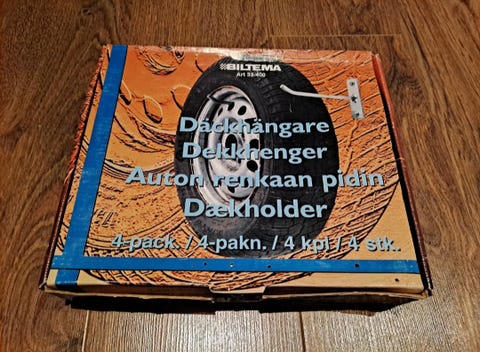 BILTEMA
Art 33-400
Däckhängare
Dekkhenger
Auton renkaan pidin
Dækholder
4-pack. / 4-pakn. / 4 kpl / 4 stk.